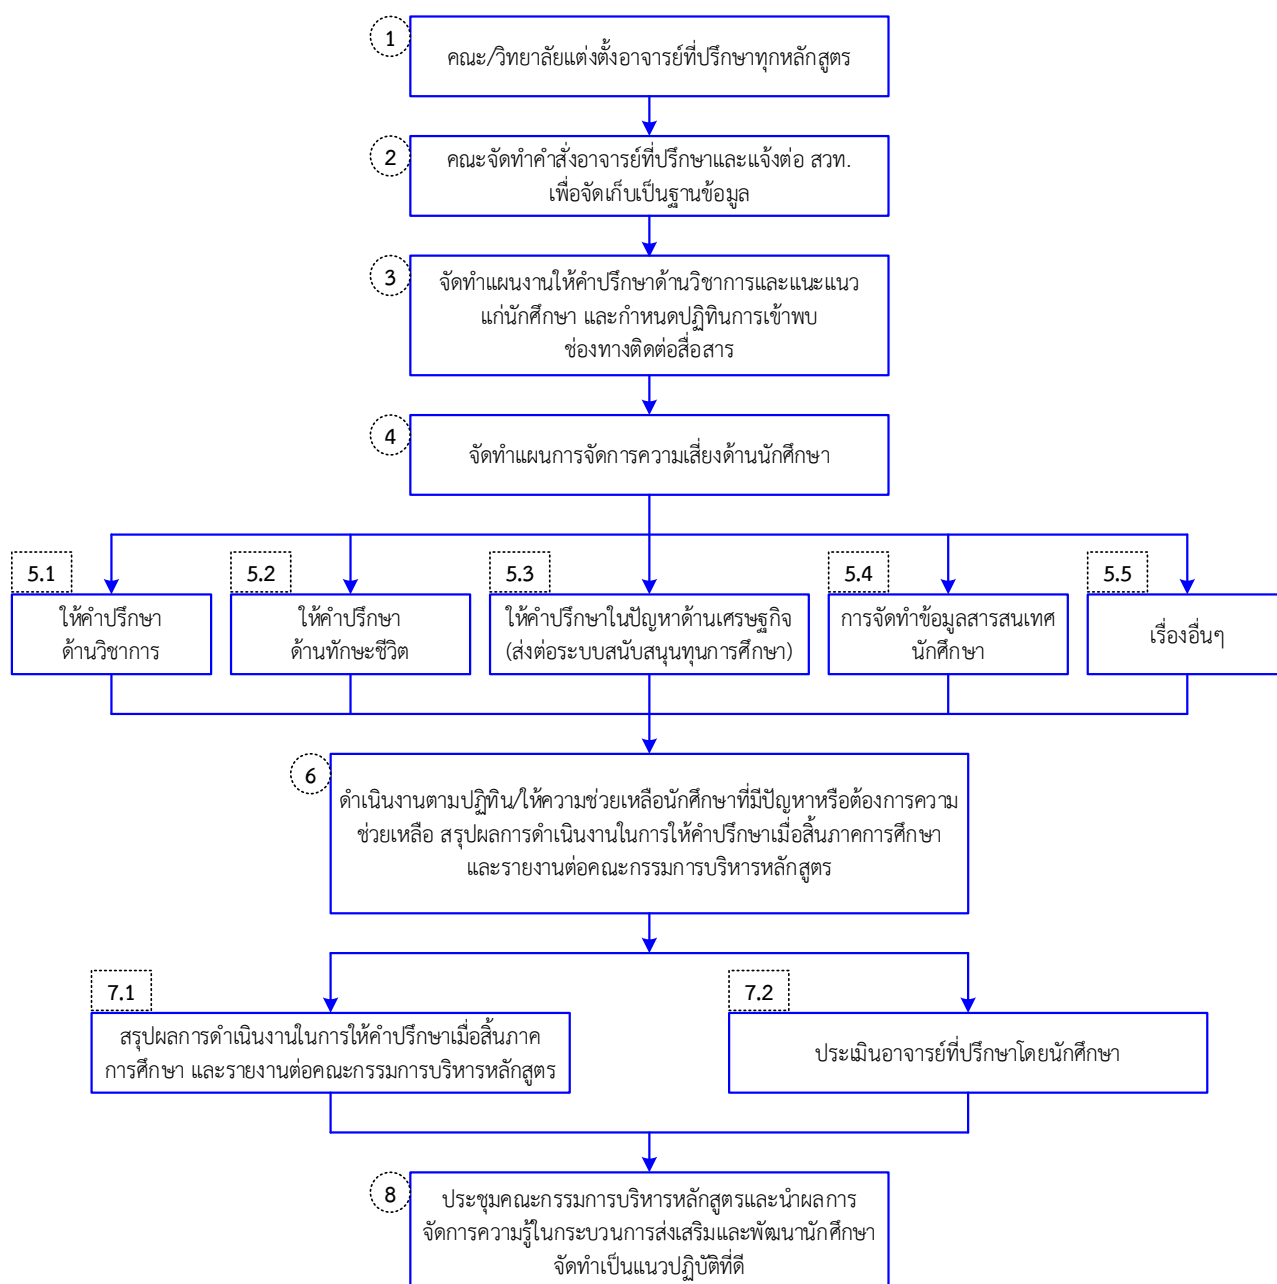 1
คณะ/วิทยาลัยแต่งตั้งอาจารย์ที่ปรึกษาทุกหลักสูตร
2
คณะจัดทำคำสั่งอาจารย์ที่ปรึกษาและแจ้งต่อ สวท.
เพื่อจัดเก็บเป็นฐานข้อมูล
3
จัดทำแผนงานให้คำปรึกษาด้านวิชาการและแนะแนว
แก่นักศึกษา และกำหนดปฏิทินการเข้าพบ
ช่องทางติดต่อสื่อสาร
4
จัดทำแผนการจัดการความเสี่ยงด้านนักศึกษา
5.1
ให้คำปรึกษา
ด้านวิชาการ
5.2
ให้คำปรึกษา
ด้านทักษะชีวิต
5.3
ให้คำปรึกษาในปัญหาด้านเศรษฐกิจ
(ส่งต่อระบบสนับสนุนทุนการศึกษา)
5.4
การจัดทำข้อมูลสารสนเทศ
นักศึกษา
5.5
เรื่องอื่นๆ
6
ดำเนินงานตามปฏิทิน/ให้ความช่วยเหลือนักศึกษาที่มีปัญหาหรือต้องการความ
ช่วยเหลือ สรุปผลการดำเนินงานในการให้คำปรึกษาเมื่อสิ้นภาคการศึกษา
และรายงานต่อคณะกรรมการบริหารหลักสูตร
7.1
สรุปผลการดำเนินงานในการให้คำปรึกษาเมื่อสิ้นภาค
การศึกษา และรายงานต่อคณะกรรมการบริหารหลักสูตร
7.2
ประเมินอาจารย์ที่ปรึกษาโดยนักศึกษา
8
ประชุมคณะกรรมการบริหารหลักสูตรและนำผลการ
จัดการความรู้ในกระบวนการส่งเสริมและพัฒนานักศึกษา
จัดทำเป็นแนวปฏิบัติที่ดี